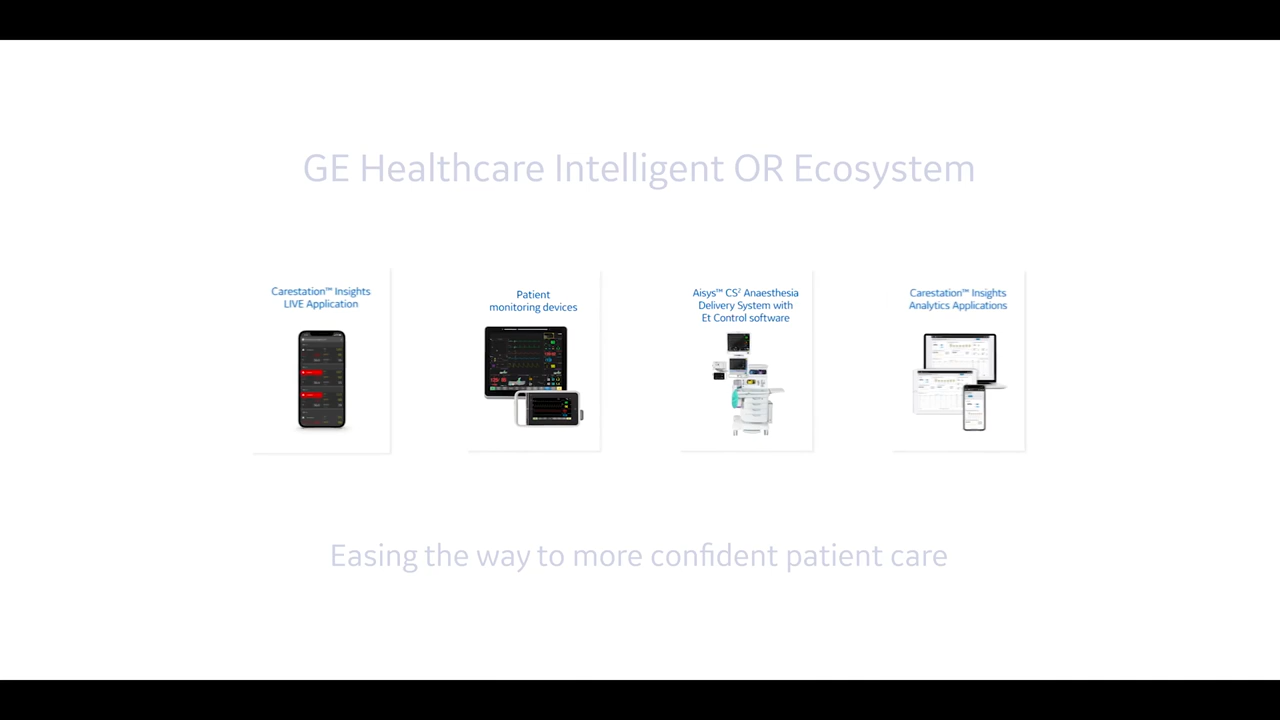 GE Healthcare Intelligent OR Ecosystem
Carestation™ Insights
LIVE Application
Patient
monitoring devices
Aisys™ CS² Anaesthesia
Delivery System with
Et Control software
Carestation™ Insights
Analytics Applications
Easing the way to more confident patient care